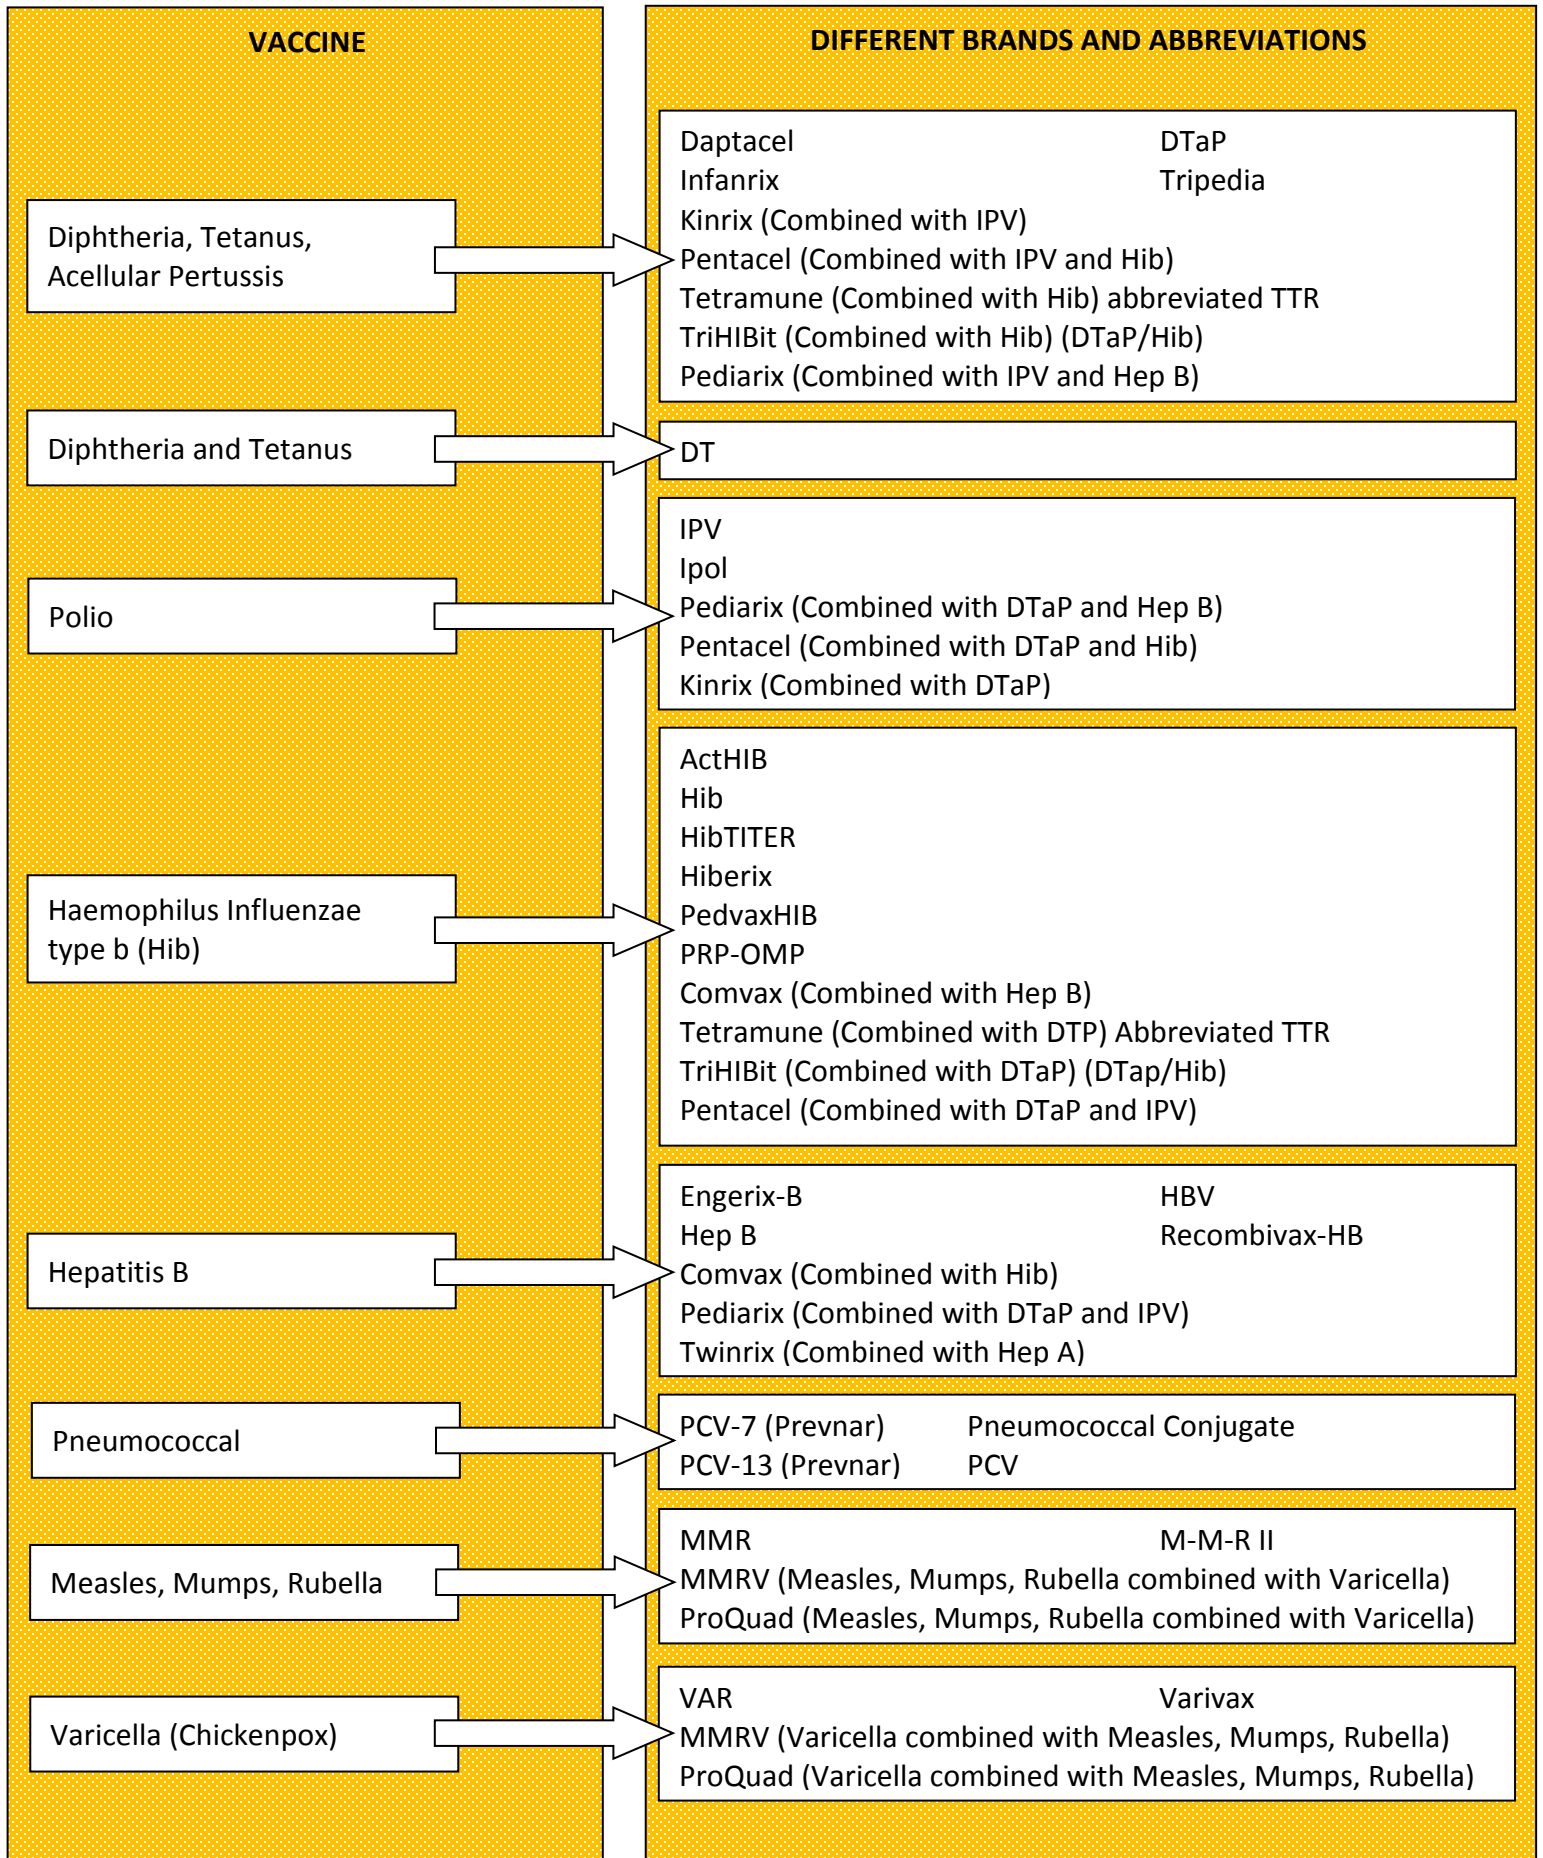 VACCINE
DIFFERENT BRANDS AND ABBREVIATIONS
Diphtheria, Tetanus,
Acellular Pertussis
Daptacel DTaP
Infanrix Tripedia
Kinrix (Combined with IPV)
Pentacel (Combined with IPV and Hib)
Tetramune (Combined with Hib) abbreviated TTR
TriHIBit (Combined with Hib) (DTaP/Hib)
Pediarix (Combined with IPV and Hep B)
Diphtheria and Tetanus
DT
Polio
IPV
Ipol
Pediarix (Combined with DTaP and Hep B)
Pentacel (Combined with DTaP and Hib)
Kinrix (Combined with DTaP)
Haemophilus Influenzae
type b (Hib)
ActHIB
Hib
HibTITER
Hiberix
PedvaxHIB
PRP-OMP
Comvax (Combined with Hep B)
Tetramune (Combined with DTP) Abbreviated TTR
TriHIBit (Combined with DTaP) (DTap/Hib)
Pentacel (Combined with DTaP and IPV)
Hepatitis B
Engerix-B HBV
Hep B Recombivax-HB
Comvax (Combined with Hib)
Pediarix (Combined with DTaP and IPV)
Twinrix (Combined with Hep A)
Pneumococcal
PCV-7 (Prevnar) Pneumococcal Conjugate
PCV-13 (Prevnar) PCV
Measles, Mumps, Rubella
MMR M-M-R II
MMRV (Measles, Mumps, Rubella combined with Varicella)
ProQuad (Measles, Mumps, Rubella combined with Varicella)
Varicella (Chickenpox)
VAR Varivax
MMRV (Varicella combined with Measles, Mumps, Rubella)
ProQuad (Varicella combined with Measles, Mumps, Rubella)